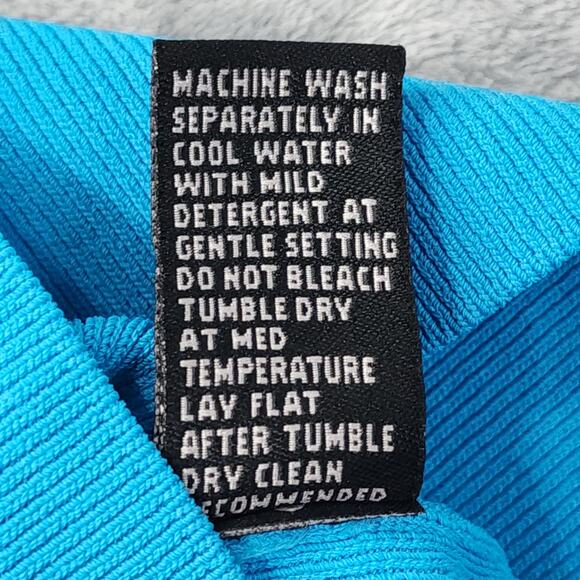 MACHINE WASH
SEPARATELY IN
COOL WATER
WITH MILD
DETERGENT AT
GENTLE SETTING
DO NOT BLEACH
TUMBLE DRY
AT MED
TEMPERATURE
LAY FLAT
AFTER TUMBLE
DRY CLEAN
RECOMMENDED